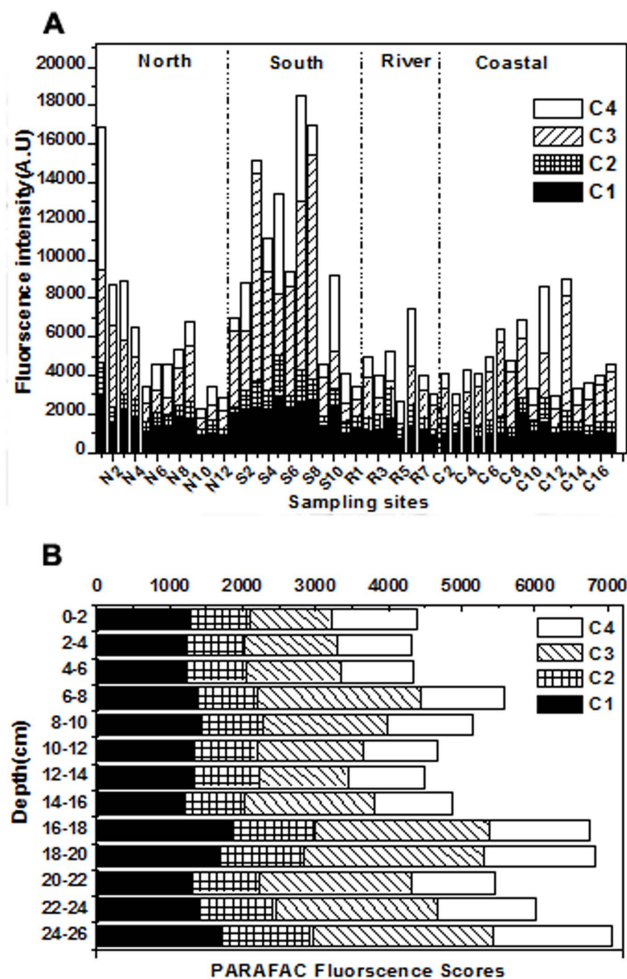 A
North South River Coastal
20000
18000
16000
14000
12000
10000
8000
6000
4000
2000
0
Fluorescence intensity(A.U)
C4
C3
C2
C1
N2 N4 N6 N8 N10 N12 S2 S4 S6 S8 S10 R1 R3 R5 R7 C2 C4 C6 C8 C10 C12 C14 C16
Sampling sites
B
0 1000 2000 3000 4000 5000 6000 7000
Depth(cm)
0-2
2-4
4-6
6-8
8-10
10-12
12-14
14-16
16-18
18-20
20-22
22-24
24-26
C4
C3
C2
C1
PARAFAC Fluorscence Scores